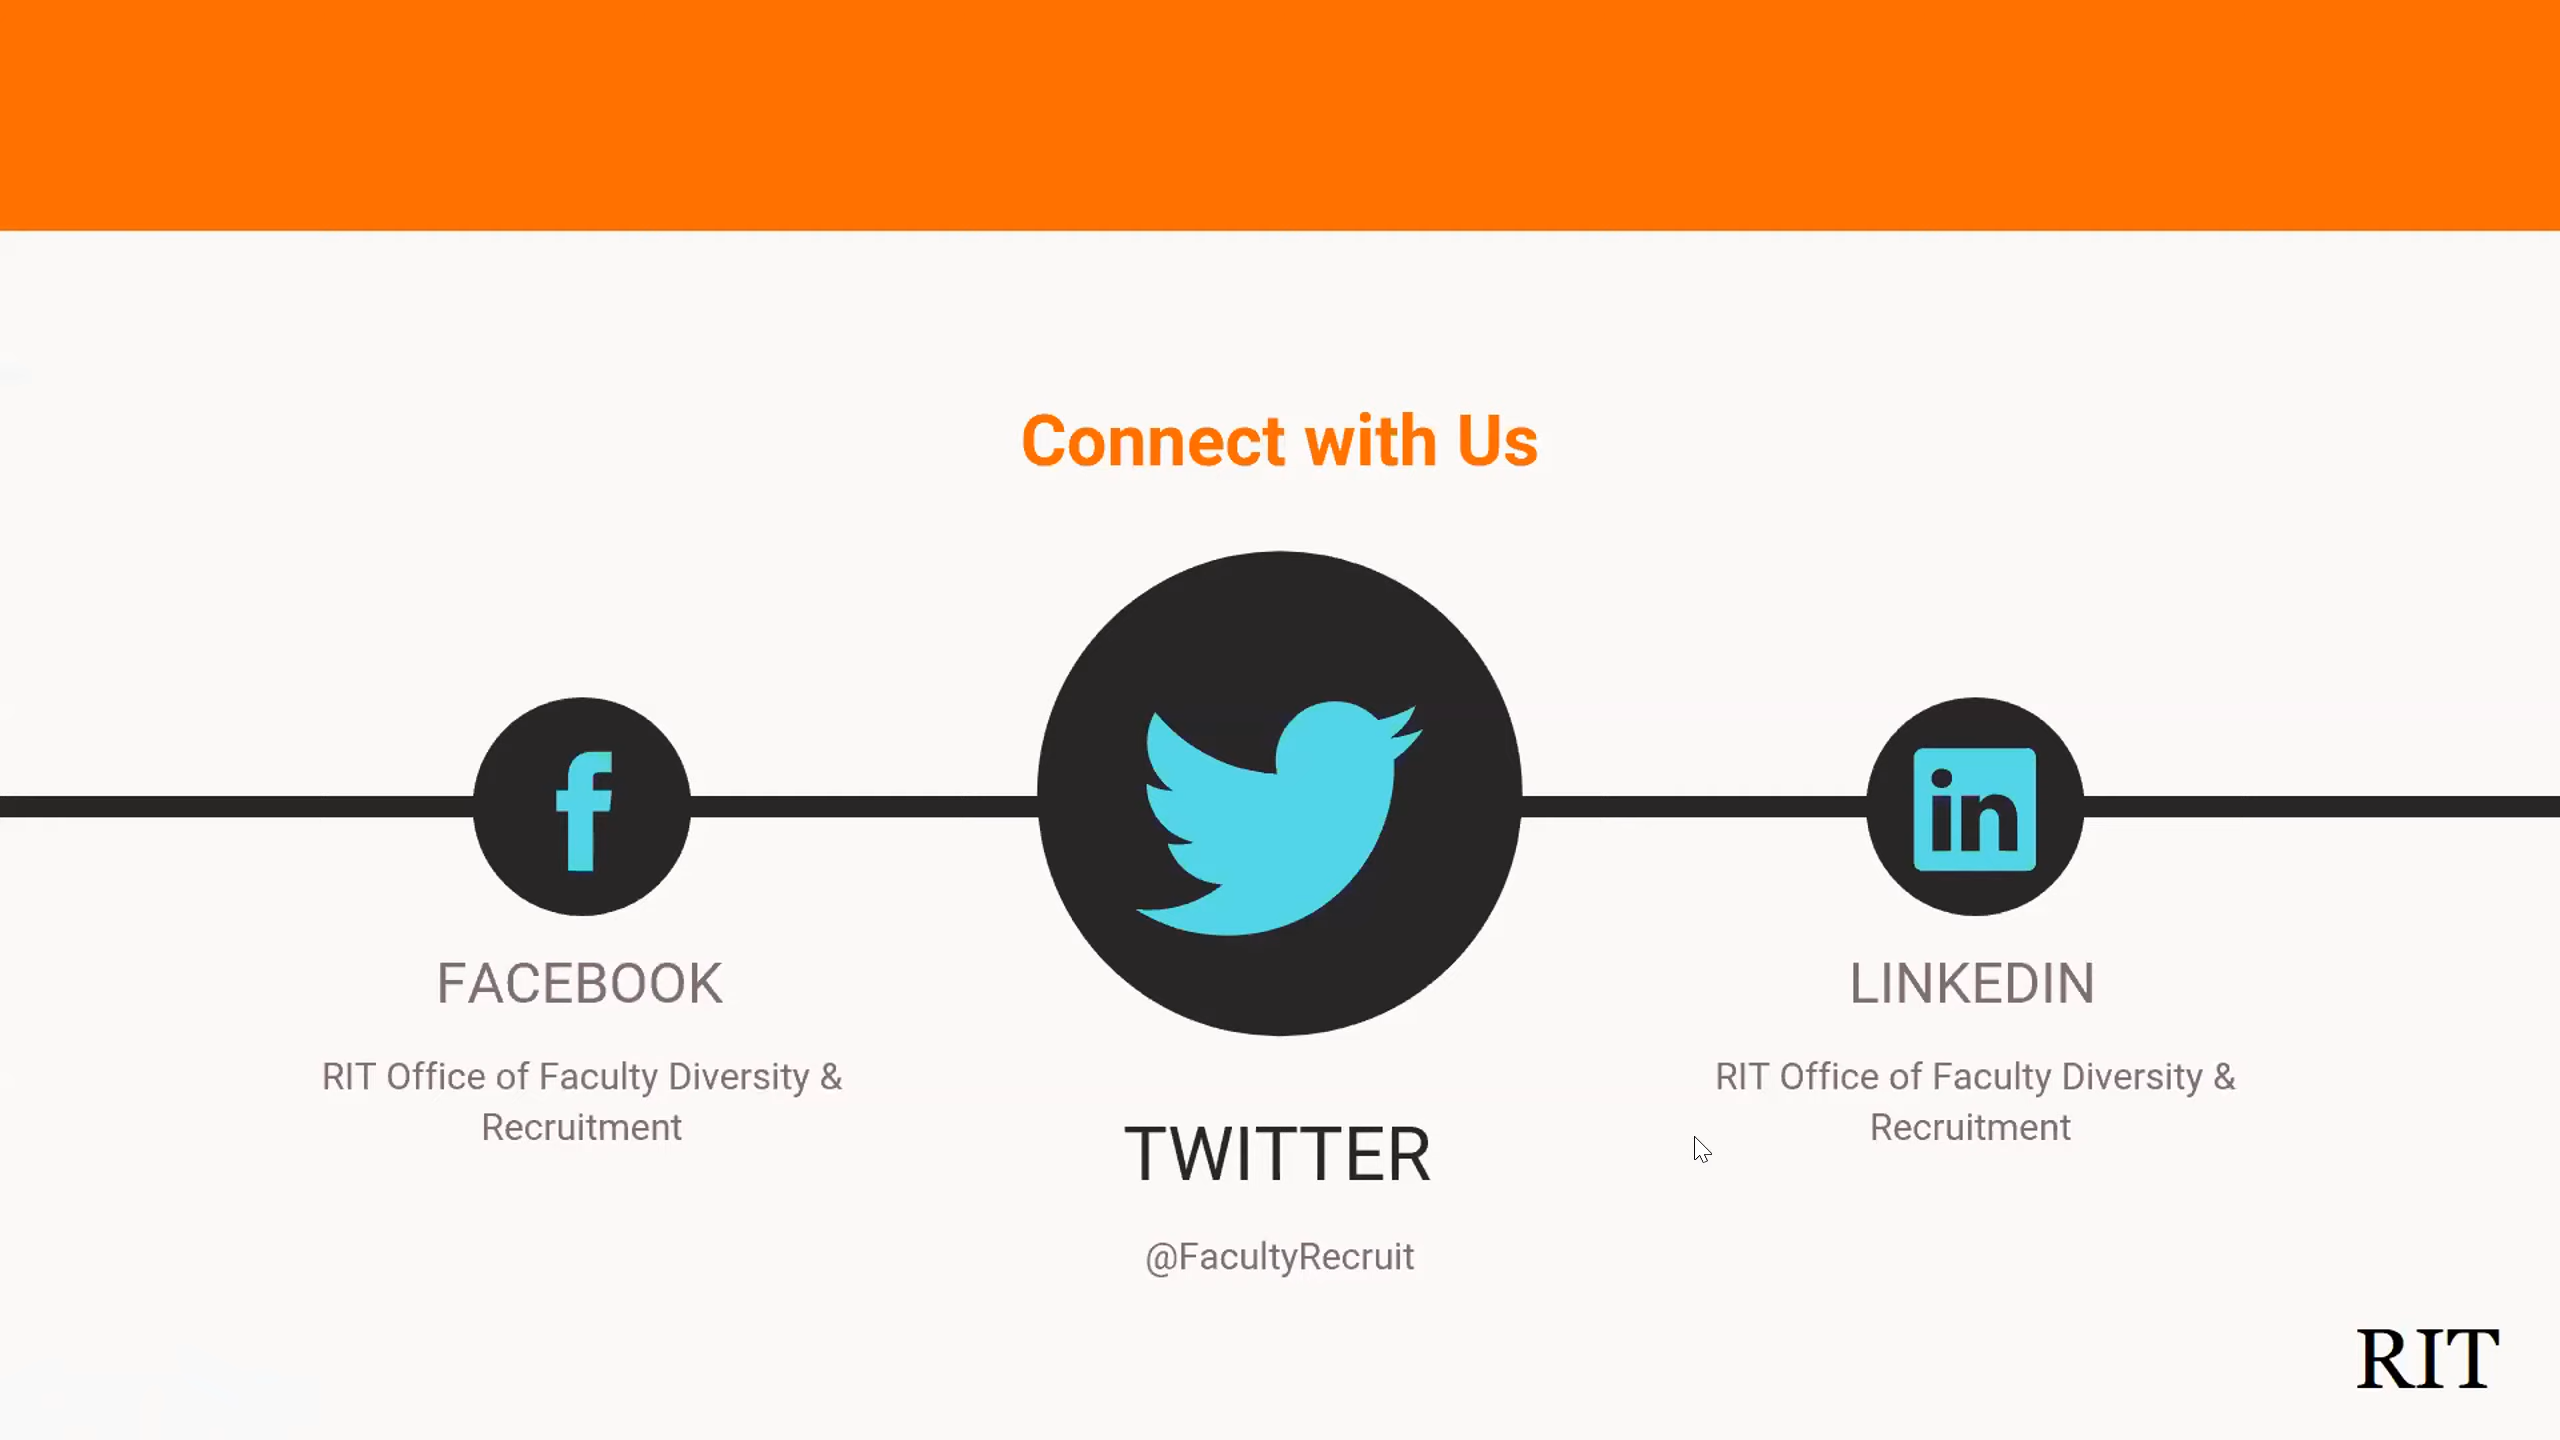 Connect with Us
FACEBOOK
RIT Office of Faculty Diversity &
Recruitment
TWITTER
@FacultyRecruit
in
LINKEDIN
RIT Office of Faculty Diversity &
Recruitment
RIT